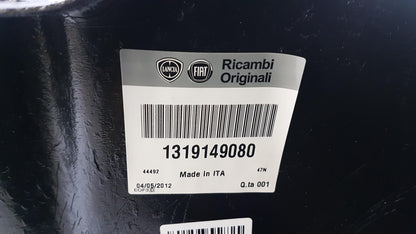 LANCIA FIAT Ricambi
Originali
1319149080
44492 Made in ITA 47N
04/05/2012 Q.ta 001